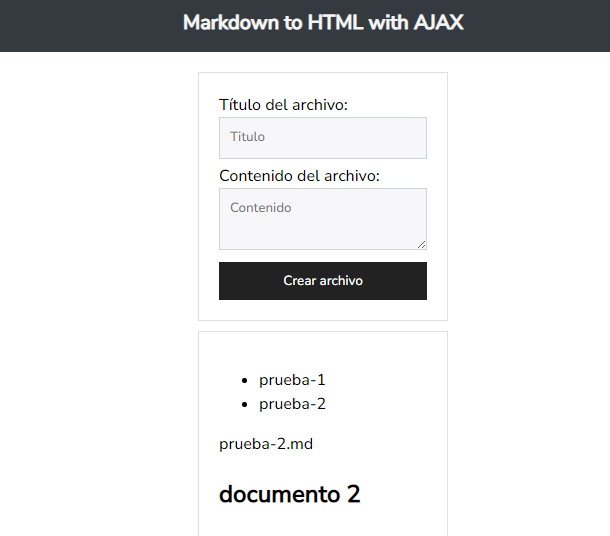 Markdown to HTML with AJAX
Título del archivo:
Titulo
Contenido del archivo:
Contenido
Crear archivo
prueba-1
prueba-2
prueba-2.md
documento 2